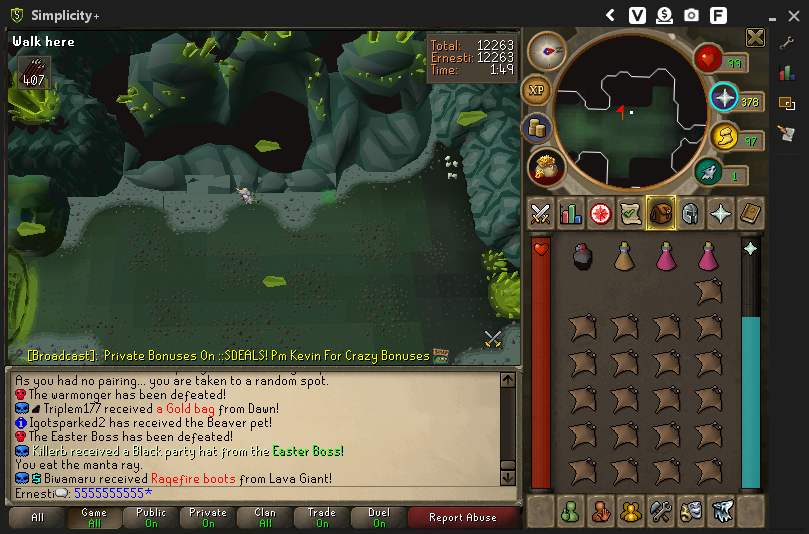 Simplicity+
Walk here
407
Total: 12263
Ernesti: 12263
Time: 1:49
XP
99
378
97
1
[Broadcast]: Private Bonuses On ::SDEALS! Pm Kevin For Crazy Bonuses
As you had no pairing... you are taken to a random spot.
The warmonger has been defeated!
Triplem177 received a Gold bag from Dawn!
Igotsparked2 has received the Beaver pet!
The Easter Boss has been defeated!
Killerb received a Black party hat from the Easter Boss!
You eat the manta ray.
Biwamaru received Ragefire boots from Lava Giant!
Ernesti: 5555555555*
All
Game All
Public On
Private On
Clan All
Trade On
Duel On
Report Abuse